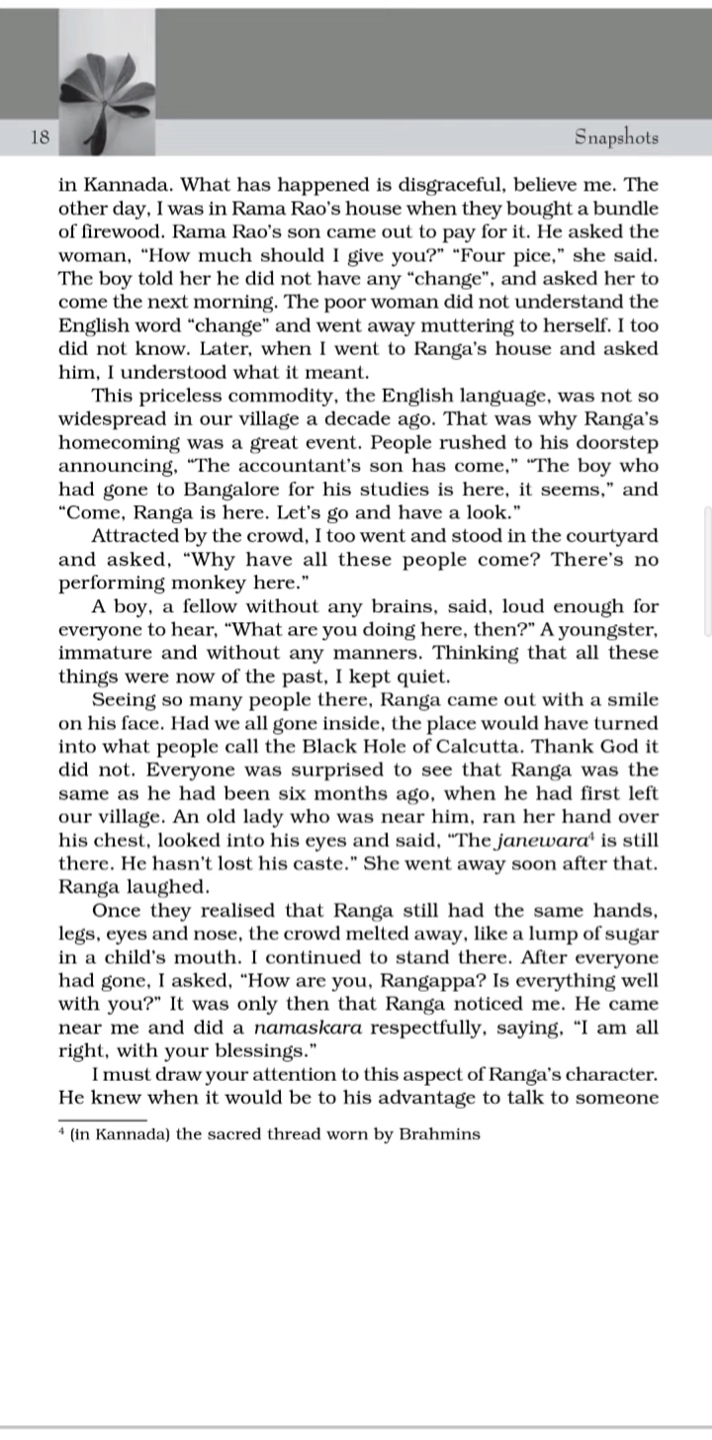 18
Snapshots
in Kannada. What has happened is disgraceful, believe me. The
other day, I was in Rama Rao's house when they bought a bundle
of firewood. Rama Rao's son came out to pay for it. He asked the
woman, “How much should I give you?” “Four pice,” she said.
The boy told her he did not have any “change”, and asked her to
come the next morning. The poor woman did not understand the
English word “change” and went away muttering to herself. I too
did not know. Later, when I went to Ranga's house and asked
him, I understood what it meant.
This priceless commodity, the English language, was not so
widespread in our village a decade ago. That was why Ranga's
homecoming was a great event. People rushed to his doorstep
announcing, “The accountant's son has come,” “The boy who
had gone to Bangalore for his studies is here, it seems,” and
“Come, Ranga is here. Let's go and have a look.”
Attracted by the crowd, I too went and stood in the courtyard
and asked, “Why have all these people come? There's no
performing monkey here.”
A boy, a fellow without any brains, said, loud enough for
everyone to hear, “What are you doing here, then?” A youngster,
immature and without any manners. Thinking that all these
things were now of the past, I kept quiet.
Seeing so many people there, Ranga came out with a smile
on his face. Had we all gone inside, the place would have turned
into what people call the Black Hole of Calcutta. Thank God it
did not. Everyone was surprised to see that Ranga was the
same as he had been six months ago, when he had first left
our village. An old lady who was near him, ran her hand over
his chest, looked into his eyes and said, “The janewara⁴ is still
there. He hasn't lost his caste.” She went away soon after that.
Ranga laughed.
Once they realised that Ranga still had the same hands,
legs, eyes and nose, the crowd melted away, like a lump of sugar
in a child's mouth. I continued to stand there. After everyone
had gone, I asked, “How are you, Rangappa? Is everything well
with you?” It was only then that Ranga noticed me. He came
near me and did a namaskara respectfully, saying, “I am all
right, with your blessings.”
I must draw your attention to this aspect of Ranga's character.
He knew when it would be to his advantage to talk to someone
⁴ (in Kannada) the sacred thread worn by Brahmins